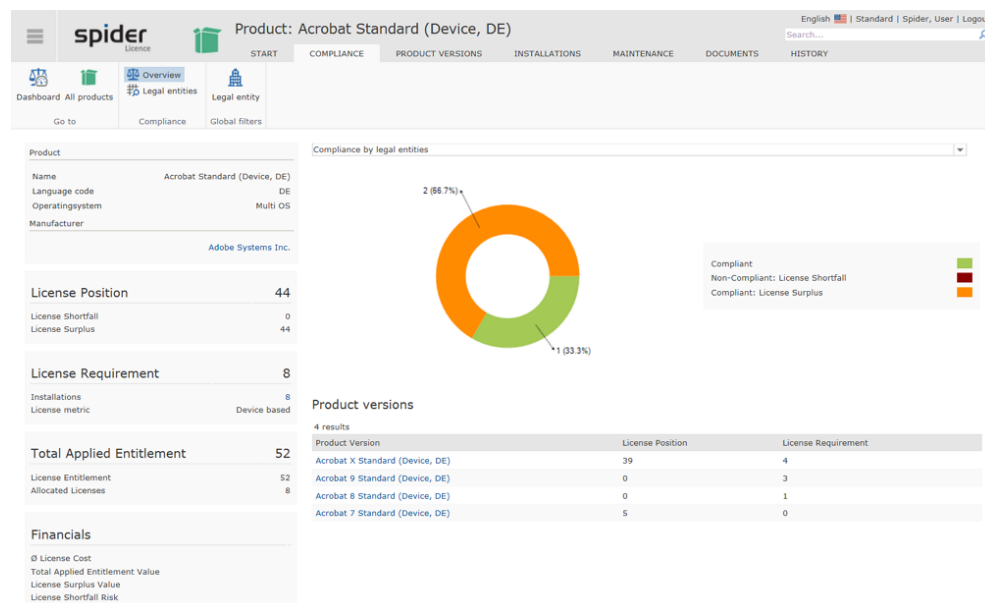 English | Standard | Spider, User | Logou
spider
Licence
Product: Acrobat Standard (Device, DE)
Search...
START COMPLIANCE PRODUCT VERSIONS INSTALLATIONS MAINTENANCE DOCUMENTS HISTORY
Dashboard All products
Overview
Legal entities
Legal entity
Go to Compliance Global filters
Product
Name Acrobat Standard (Device, DE)
Language code DE
Operatingsystem Multi OS
Manufacturer
Adobe Systems Inc.
License Position 44
License Shortfall 0
License Surplus 44
License Requirement 8
Installations 8
License metric Device based
Total Applied Entitlement 52
License Entitlement 52
Allocated Licenses 8
Financials
Ø License Cost
Total Applied Entitlement Value
License Surplus Value
License Shortfall Risk
Compliance by legal entities
2 (66.7%)
1 (33.3%)
Compliant
Non-Compliant: License Shortfall
Compliant: License Surplus
Product versions
4 results
Product Version License Position License Requirement
Acrobat X Standard (Device, DE) 39 4
Acrobat 9 Standard (Device, DE) 0 3
Acrobat 8 Standard (Device, DE) 0 1
Acrobat 7 Standard (Device, DE) 5 0